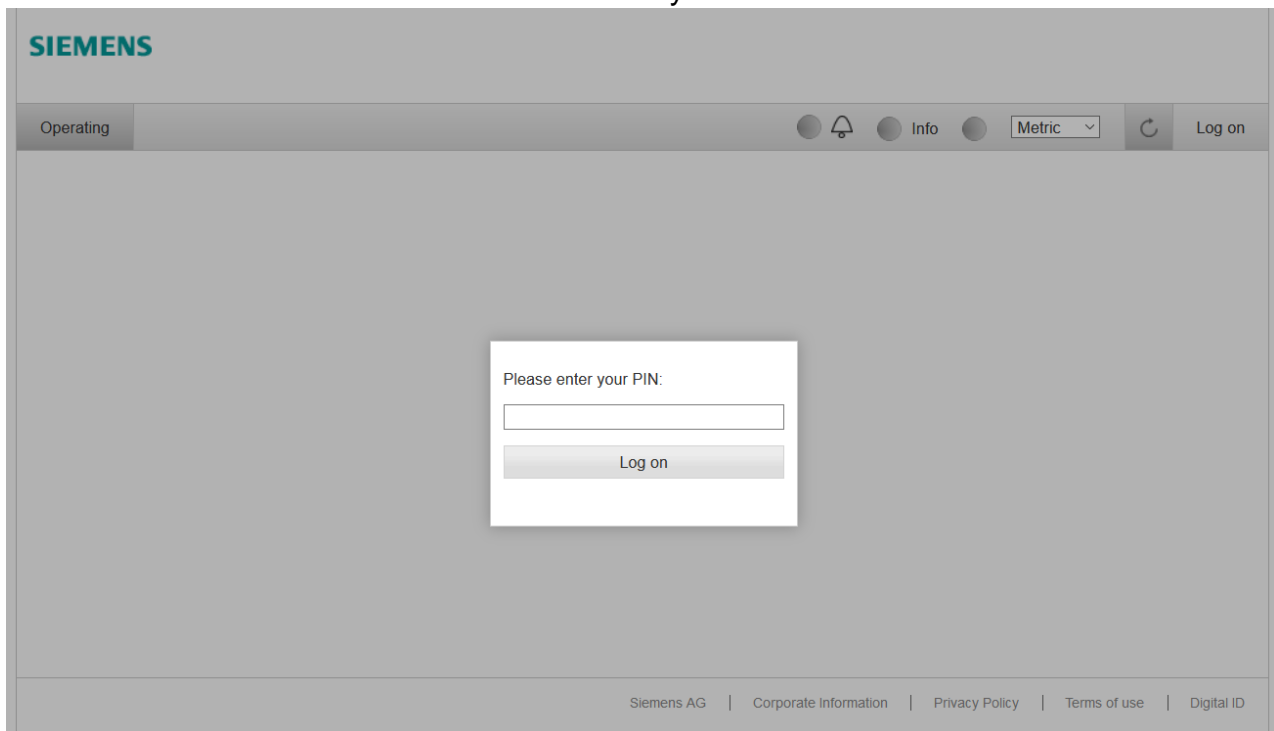 SIEMENS
Operating Info Metric Log on
Please enter your PIN:
Log on
Siemens AG | Corporate Information | Privacy Policy | Terms of use | Digital ID